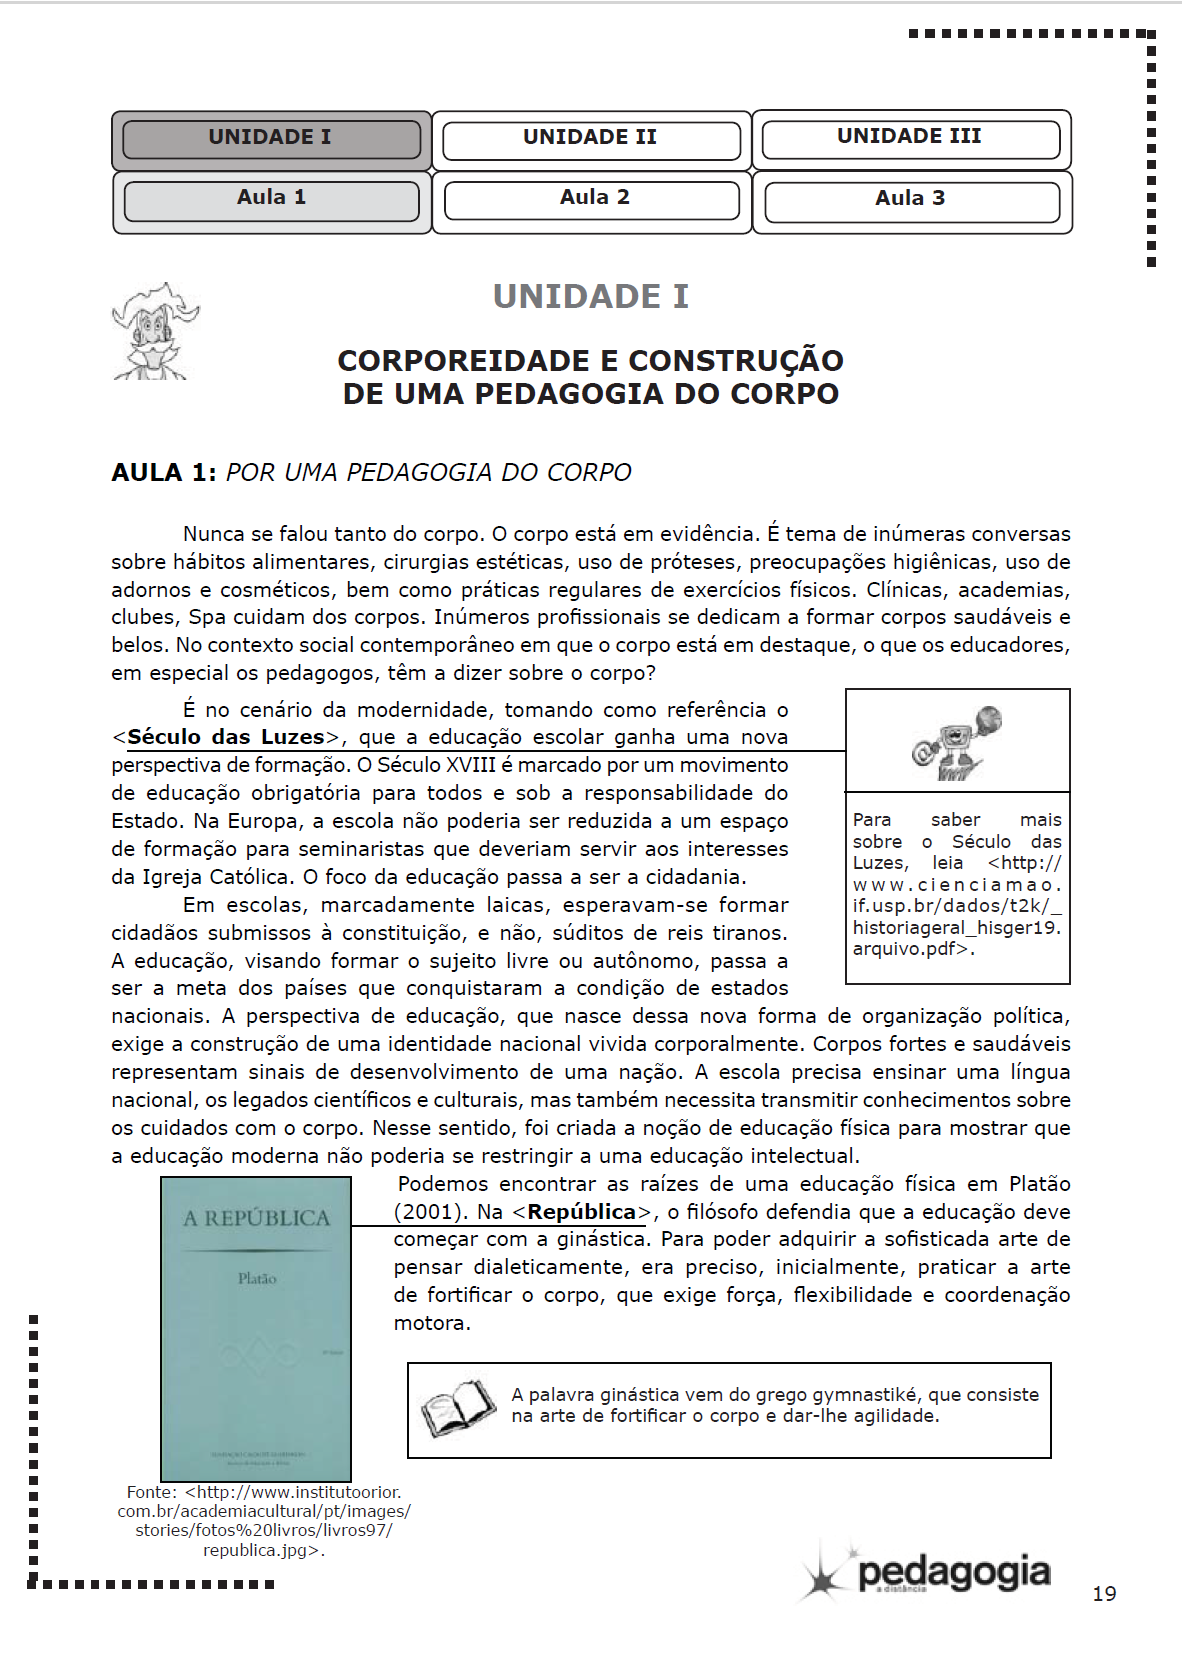 UNIDADE I
UNIDADE II
UNIDADE III
Aula 1
Aula 2
Aula 3
UNIDADE I
CORPOREIDADE E CONSTRUÇÃO
DE UMA PEDAGOGIA DO CORPO
AULA 1: POR UMA PEDAGOGIA DO CORPO
Nunca se falou tanto do corpo. O corpo está em evidência. É tema de inúmeras conversas
sobre hábitos alimentares, cirurgias estéticas, uso de próteses, preocupações higiênicas, uso de
adornos e cosméticos, bem como práticas regulares de exercícios físicos. Clínicas, academias,
clubes, Spa cuidam dos corpos. Inúmeros profissionais se dedicam a formar corpos saudáveis e
belos. No contexto social contemporâneo em que o corpo está em destaque, o que os educadores,
em especial os pedagogos, têm a dizer sobre o corpo?
É no cenário da modernidade, tomando como referência o
<Século das Luzes>, que a educação escolar ganha uma nova
perspectiva de formação. O Século XVIII é marcado por um movimento
de educação obrigatória para todos e sob a responsabilidade do
Estado. Na Europa, a escola não poderia ser reduzida a um espaço
de formação para seminaristas que deveriam servir aos interesses
da Igreja Católica. O foco da educação passa a ser a cidadania.
Em escolas, marcadamente laicas, esperavam-se formar
cidadãos submissos à constituição, e não, súditos de reis tiranos.
A educação, visando formar o sujeito livre ou autônomo, passa a
ser a meta dos países que conquistaram a condição de estados
nacionais. A perspectiva de educação, que nasce dessa nova forma de organização política,
exige a construção de uma identidade nacional vivida corporalmente. Corpos fortes e saudáveis
representam sinais de desenvolvimento de uma nação. A escola precisa ensinar uma língua
nacional, os legados científicos e culturais, mas também necessita transmitir conhecimentos sobre
os cuidados com o corpo. Nesse sentido, foi criada a noção de educação física para mostrar que
a educação moderna não poderia se restringir a uma educação intelectual.
@
Para saber mais
sobre o Século das
Luzes, leia <http://
www.cienciamao.
if.usp.br/dados/t2k/_
historiageral_hisger19.
arquivo.pdf>.
Podemos encontrar as raízes de uma educação física em Platão
(2001). Na <República>, o filósofo defendia que a educação deve
começar com a ginástica. Para poder adquirir a sofisticada arte de
pensar dialeticamente, era preciso, inicialmente, praticar a arte
de fortificar o corpo, que exige força, flexibilidade e coordenação
motora.
A REPÚBLICA
Platão
A palavra ginástica vem do grego gymnastiké, que consiste
na arte de fortificar o corpo e dar-lhe agilidade.
Fonte: <http://www.institutoorior.
com.br/academiacultural/pt/images/
stories/fotos%20livros/livros97/
republica.jpg>.
pedagogia
a distância
19